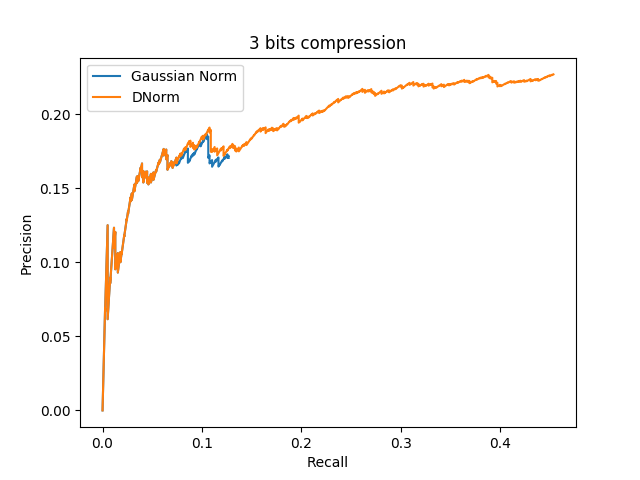 3 bits compression
Gaussian Norm
DNorm
Precision
0.20
0.15
0.10
0.05
0.00
0.0 0.1 0.2 0.3 0.4
Recall